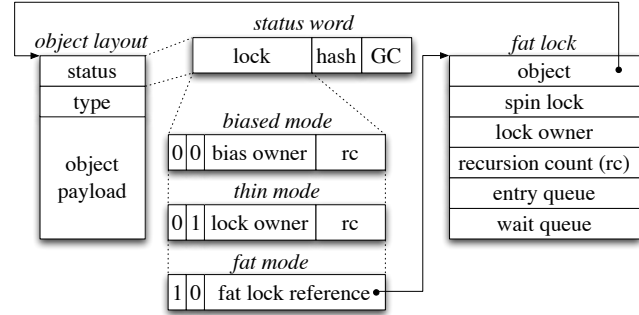 object layout
status
type
object
payload
status word
lock hash GC
biased mode
0 0 bias owner rc
thin mode
0 1 lock owner rc
fat mode
1 0 fat lock reference
fat lock
object
spin lock
lock owner
recursion count (rc)
entry queue
wait queue